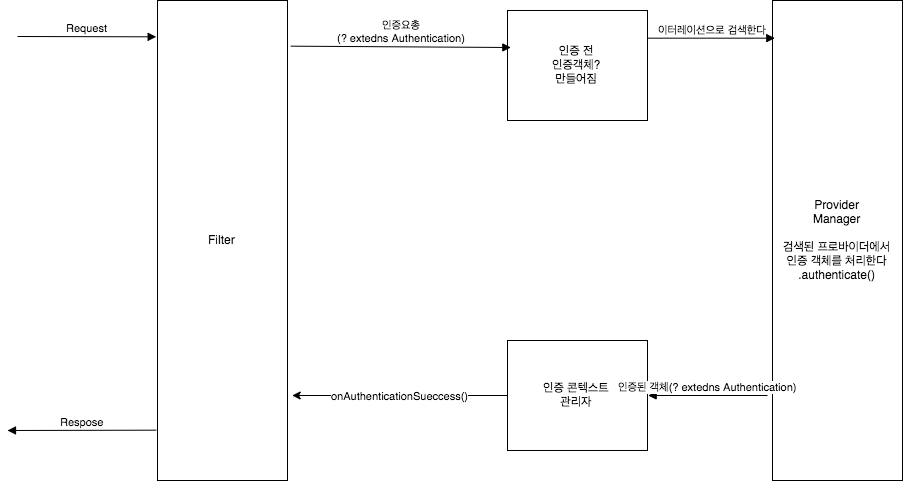 Request
Filter
인증요총
(? extedns Authentication)
인증 전
인증객체?
만들어짐
이터레이션으로 검색한다
Provider
Manager
검색된 프로바이더에서
인증 객체를 처리한다
.authenticate()
인증된 객체(? extedns Authentication)
인증 콘텍스트
관리자
onAuthenticationSueccess()
Respose